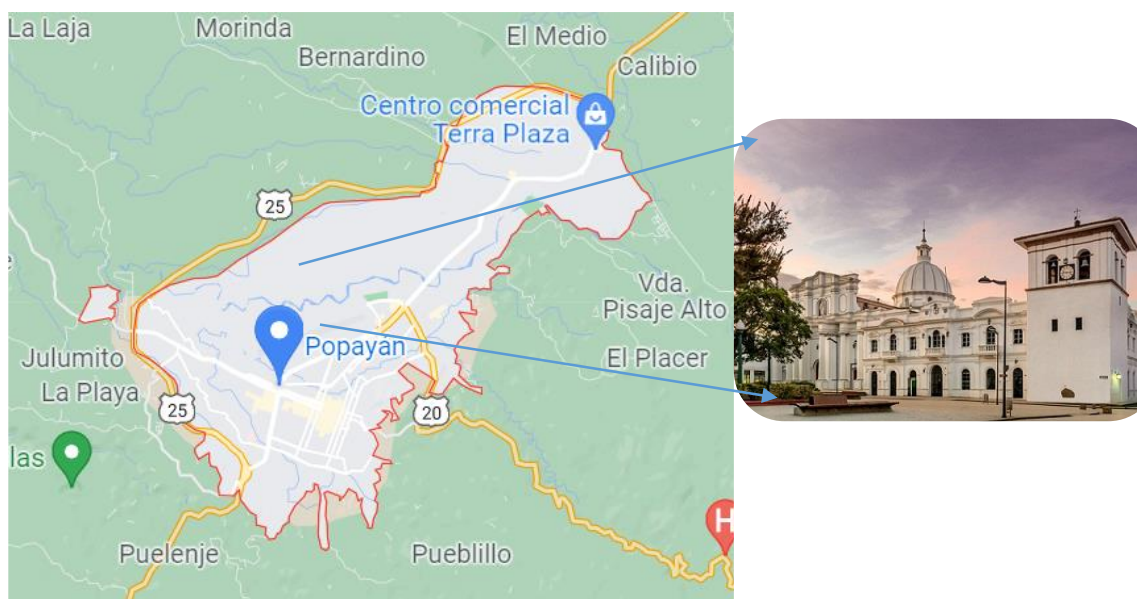 La Laja
Morinda
El Medio
Bernardino
Calibio
Centro comercial
Terra Plaza
25
Vda.
Pisaje Alto
Popayán
Julumito
El Placer
La Playa
25
20
las
H
Puelenje
Pueblillo